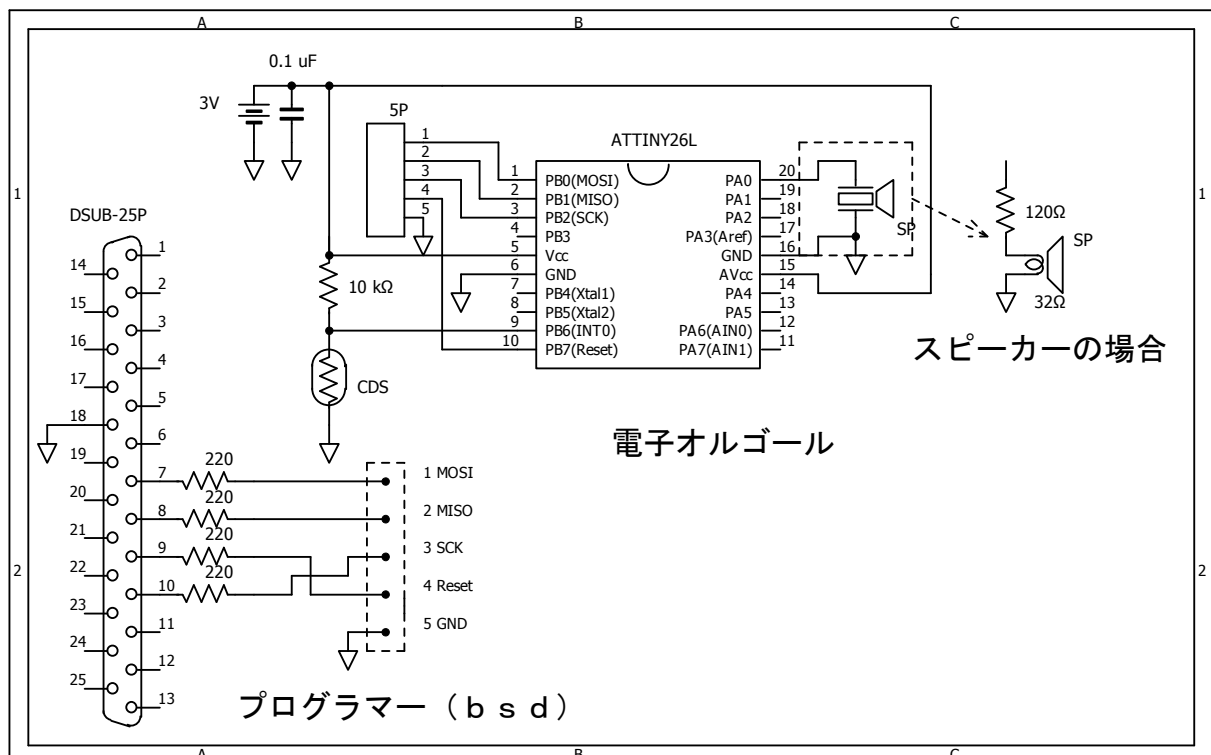 A B C
0.1 uF
3V
5P
1
2
3
4
5
ATTINY26L
1 PB0(MOSI) PA0 20
2 PB1(MISO) PA1 19
3 PB2(SCK) PA2 18
4 PB3 PA3(Aref) 17
5 Vcc GND 16
6 GND AVcc 15
7 PB4(Xtal1) PA4 14
8 PB5(Xtal2) PA5 13
9 PB6(INT0) PA6(AIN0) 12
10 PB7(Reset) PA7(AIN1) 11
SP
120Ω
SP
32Ω
スピーカーの場合
1 1
10 kΩ
CDS
電子オルゴール
DSUB-25P
1
14
2
15
3
16
4
17
5
18
6
19
7
20
8
21
9
22
10
23
11
24
12
25
13
220
220
220
220
1 MOSI
2 MISO
3 SCK
4 Reset
5 GND
2 2
プログラマー（ｂｓｄ）
A B C